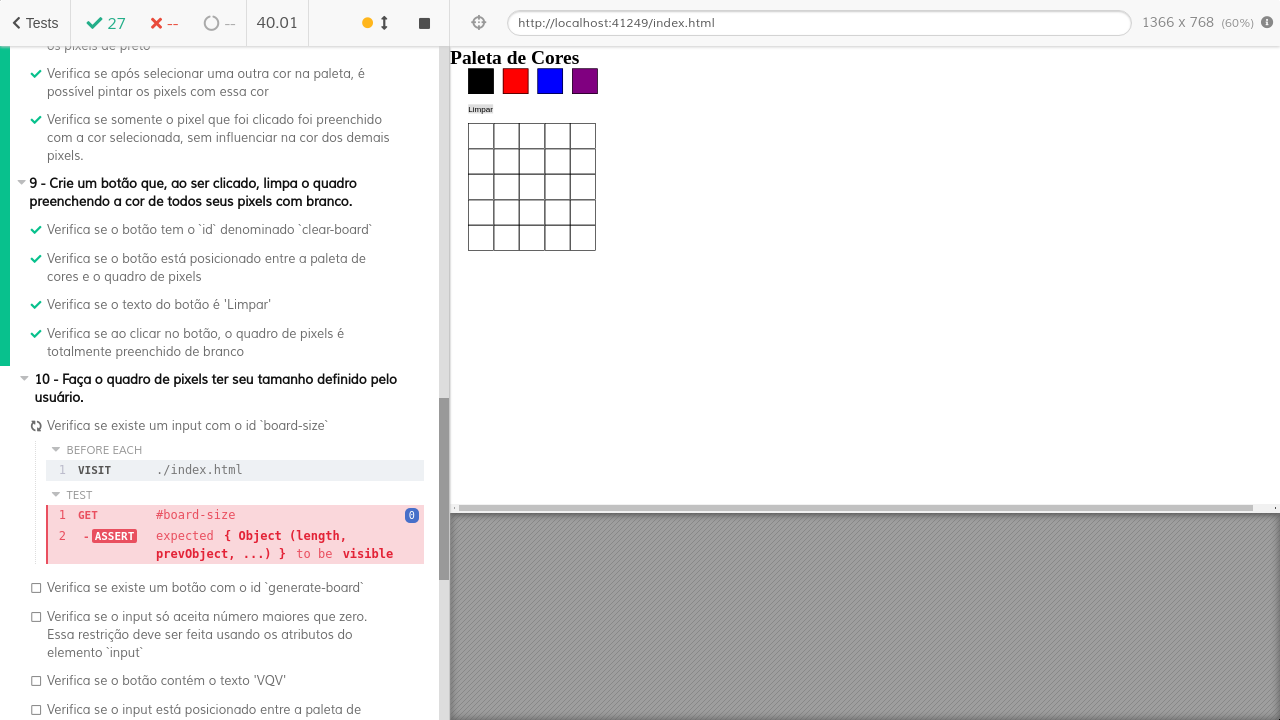 Tests
27
--
--
40.01
http://localhost:41249/index.html
1366 x 768 (60%)
os pixels de preto
Verifica se após selecionar uma outra cor na paleta, é
possível pintar os pixels com essa cor
Verifica se somente o pixel que foi clicado foi preenchido
com a cor selecionada, sem influenciar na cor dos demais
pixels.
9 - Crie um botão que, ao ser clicado, limpa o quadro
preenchendo a cor de todos seus pixels com branco.
Verifica se o botão tem o `id` denominado `clear-board`
Verifica se o botão está posicionado entre a paleta de
cores e o quadro de pixels
Verifica se o texto do botão é 'Limpar'
Verifica se ao clicar no botão, o quadro de pixels é
totalmente preenchido de branco
10 - Faça o quadro de pixels ter seu tamanho definido pelo
usuário.
Verifica se existe um input com o id `board-size`
BEFORE EACH
1 VISIT ./index.html
TEST
1 GET #board-size 0
2 -ASSERT expected { Object (length,
prevObject, ...) } to be visible
Verifica se existe um botão com o id `generate-board`
Verifica se o input só aceita número maiores que zero.
Essa restrição deve ser feita usando os atributos do
elemento `input`
Verifica se o botão contém o texto 'VQV'
Verifica se o input está posicionado entre a paleta de
Paleta de Cores
Limpar